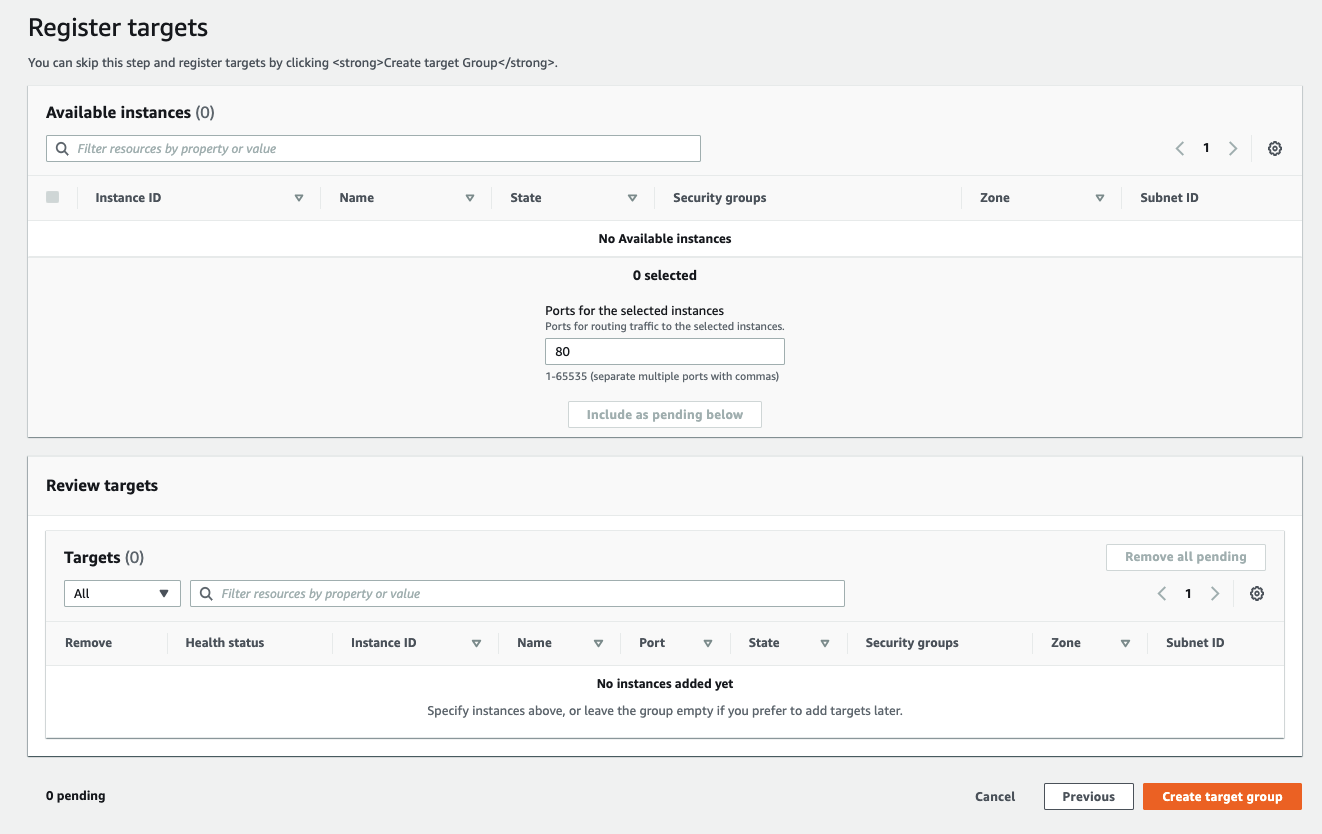 Register targets
You can skip this step and register targets by clicking <strong>Create target Group</strong>.
Available instances (0)
Filter resources by property or value
1
Instance ID Name State Security groups Zone Subnet ID
No Available instances
0 selected
Ports for the selected instances
Ports for routing traffic to the selected instances.
80
1-65535 (separate multiple ports with commas)
Include as pending below
Review targets
Targets (0)
Remove all pending
All Filter resources by property or value 1
Remove Health status Instance ID Name Port State Security groups Zone Subnet ID
No instances added yet
Specify instances above, or leave the group empty if you prefer to add targets later.
0 pending Cancel Previous Create target group